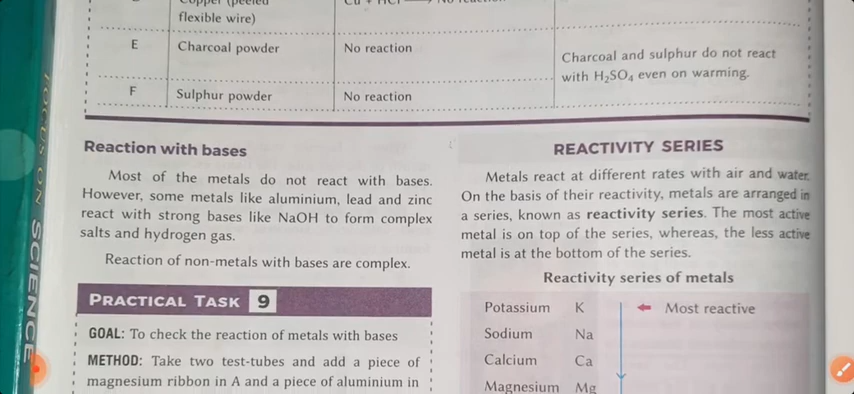 Copper (peeled
flexible wire)
E Charcoal powder No reaction
Charcoal and sulphur do not react
with H₂SO₄ even on warming.
F Sulphur powder No reaction
Reaction with bases
Most of the metals do not react with bases.
However, some metals like aluminium, lead and zinc
react with strong bases like NaOH to form complex
salts and hydrogen gas.
Reaction of non-metals with bases are complex.
PRACTICAL TASK 9
GOAL: To check the reaction of metals with bases
METHOD: Take two test-tubes and add a piece of
magnesium ribbon in A and a piece of aluminium in
REACTIVITY SERIES
Metals react at different rates with air and water.
On the basis of their reactivity, metals are arranged in
a series, known as reactivity series. The most active
metal is on top of the series, whereas, the less active
metal is at the bottom of the series.
Reactivity series of metals
Potassium K Most reactive
Sodium Na
Calcium Ca
Magnesium Mg
FOCUS ON SCIENCE